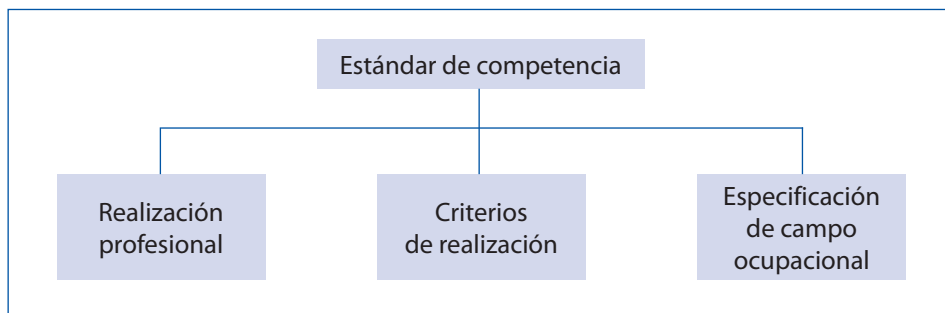 Estándar de competencia
Realización
profesional
Criterios
de realización
Especificación
de campo
ocupacional